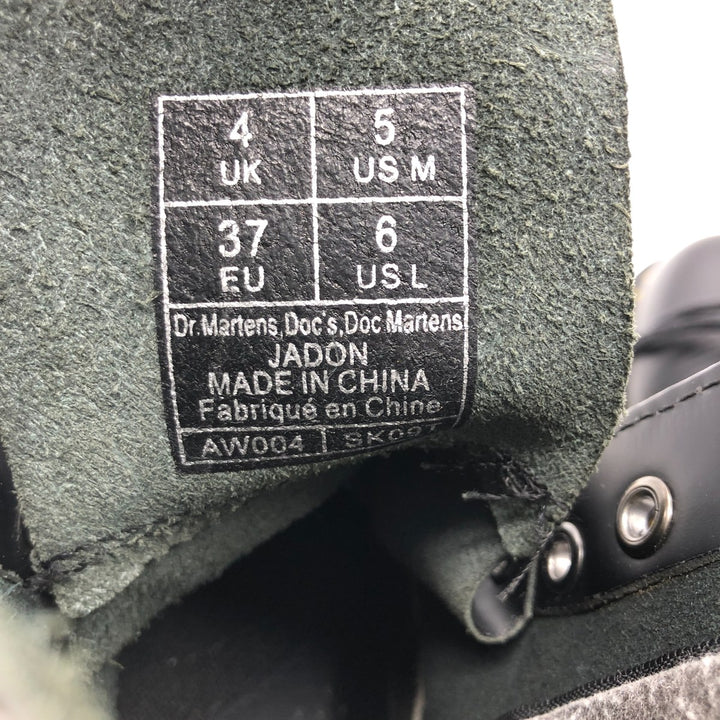 4 5
UK US M
37 6
EU US L
Dr. Martens, Doc's, Doc Martens
JADON
MADE IN CHINA
Fabriqué en Chine
AW004